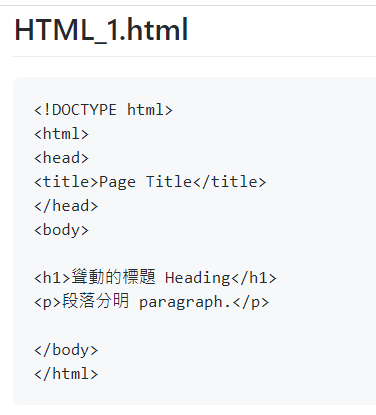 HTML_1.html
<!DOCTYPE html>
<html>
<head>
<title>Page Title</title>
</head>
<body>
<h1>聳動的標題 Heading</h1>
<p>段落分明 paragraph.</p>
</body>
</html>